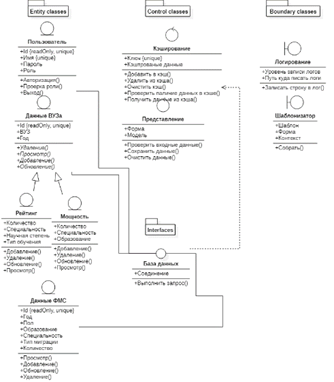 Entity classes
Пользователь
+Id {readOnly, unique}
+Имя {unique}
+Пароль
+Роль
+Авторизация()
+Проверка роли()
+Выход()
Данные ВУЗа
+Id {readOnly, unique}
+ВУЗ
+Год
+Удаление()
+Просмотр()
+Добавление()
+Обновление()
Рейтинг
+Количество
+Специальность
+Научная степень
+Тип обучения
+Добавление()
+Удаление()
+Обновление()
+Просмотр()
Мощность
+Количество
+Специальность
+Образование
+Добавление()
+Удаление()
+Обновление()
+Просмотр()
Данные ФМС
+Id {readOnly, unique}
+Год
+Пол
+Образование
+Специальность
+Тип миграции
+Количество
+Просмотр()
+Добавление()
+Обновление()
+Удаление()
Control classes
Кэширование
+Ключ {unique}
+Кэшированные данные
+Добавить в кэш()
+Удалить из кэша()
+Очистить кэш()
+Проверить наличие данных в кэше()
+Получить данные из кэша()
Представление
+Форма
+Модель
+Проверить входные данные()
+Сохранить данные()
+Очистить данные()
Interfaces
База данных
+Соединение
+Выполнить запрос()
Boundary classes
Логирование
+Уровень записи логов
+Путь куда писать логи
+Записать строку в лог()
Шаблонизатор
+Шаблон
+Форма
+Контекст
+Собрать()